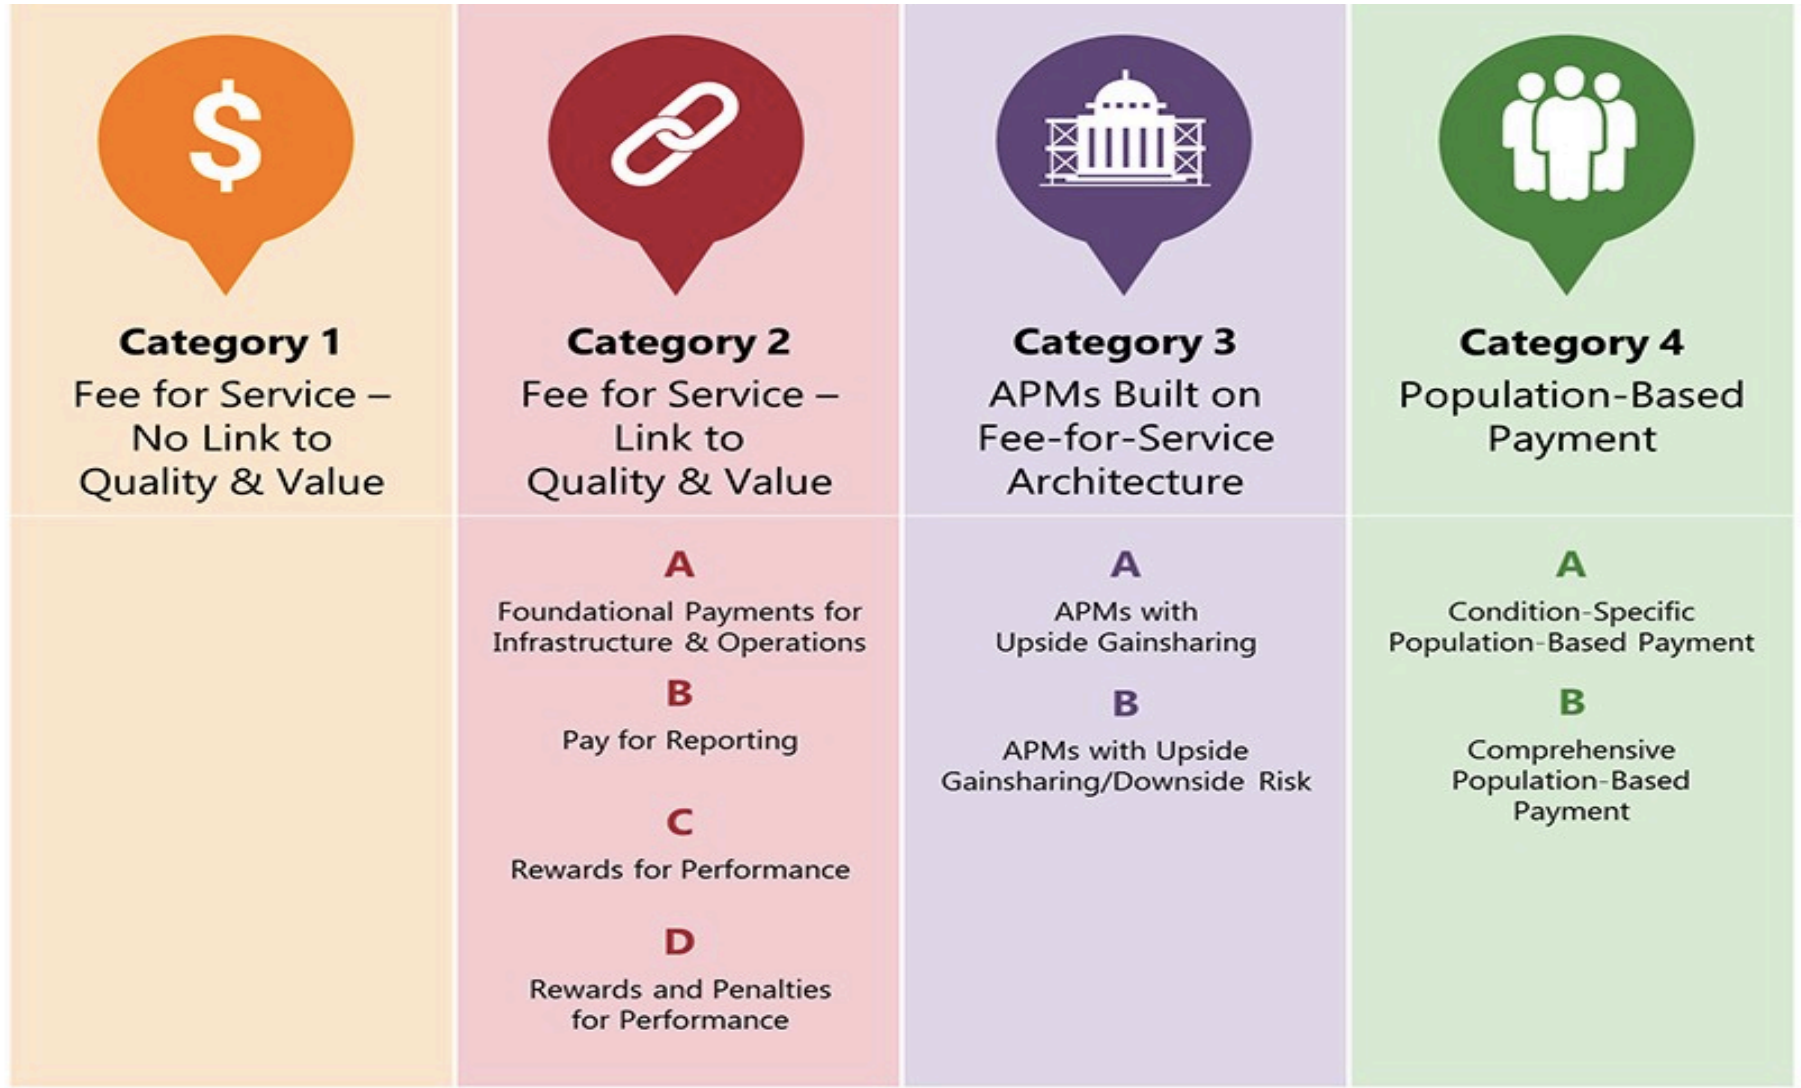 $
Category 1
Fee for Service –
No Link to
Quality & Value
Category 2
Fee for Service –
Link to
Quality & Value
A
Foundational Payments for
Infrastructure & Operations
B
Pay for Reporting
C
Rewards for Performance
D
Rewards and Penalties
for Performance
Category 3
APMs Built on
Fee-for-Service
Architecture
A
APMs with
Upside Gainsharing
B
APMs with Upside
Gainsharing/Downside Risk
Category 4
Population-Based
Payment
A
Condition-Specific
Population-Based Payment
B
Comprehensive
Population-Based
Payment